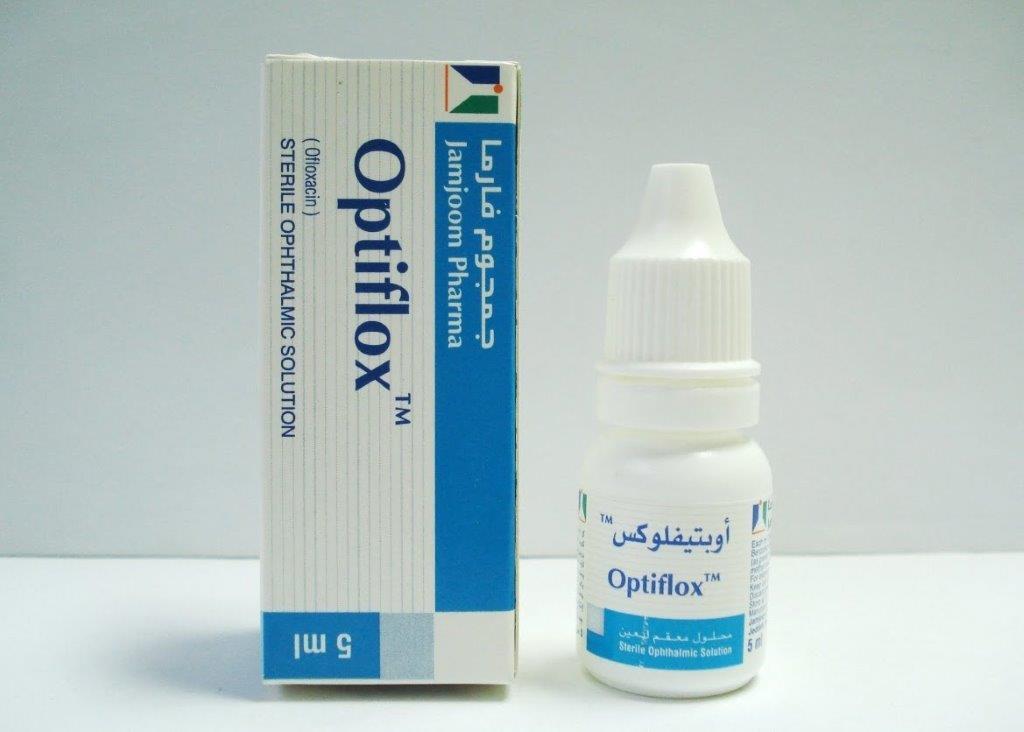 جمجوم فارما
Jamjoom Pharma
Optiflox™
( Ofloxacin )
STERILE OPHTHALMIC SOLUTION
5 ml
أوبتيفلوكس™
Optiflox™
محلول معقم للعين
Sterile Ophthalmic Solution
5 ml